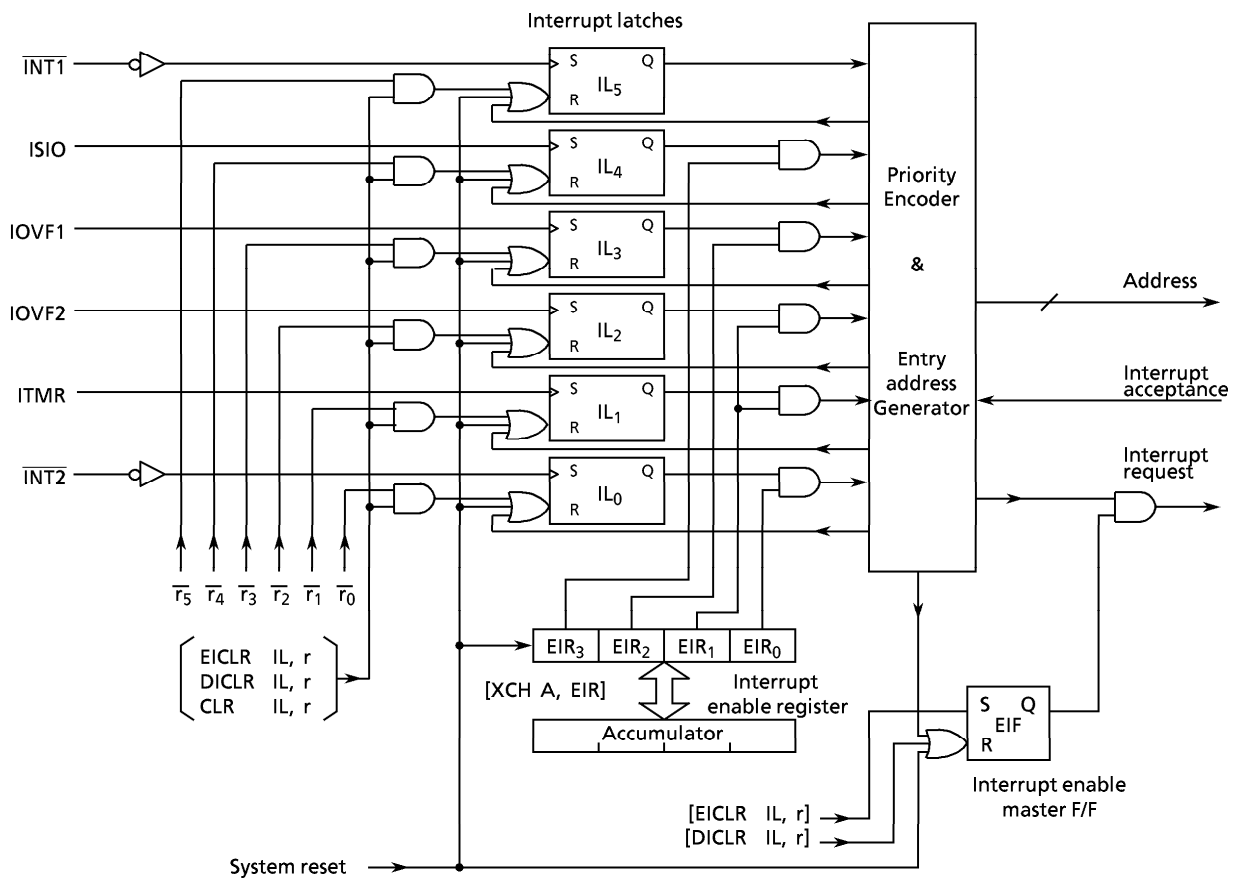 Interrupt latches
INT1
S Q
IL5
R
ISIO
S Q
IL4
R
Priority
Encoder
IOVF1
S Q
IL3
R
&
Address
IOVF2
S Q
IL2
R
Entry
address
Generator
Interrupt
acceptance
ITMR
S Q
IL1
R
Interrupt
request
INT2
S Q
IL0
R
r5 r4 r3 r2 r1 r0
EIR3 EIR2 EIR1 EIR0
EICLR IL, r
DICLR IL, r
CLR IL, r
[XCH A, EIR]
Interrupt
enable register
Accumulator
S Q
EIF
R
Interrupt enable
master F/F
[EICLR IL, r]
[DICLR IL, r]
System reset